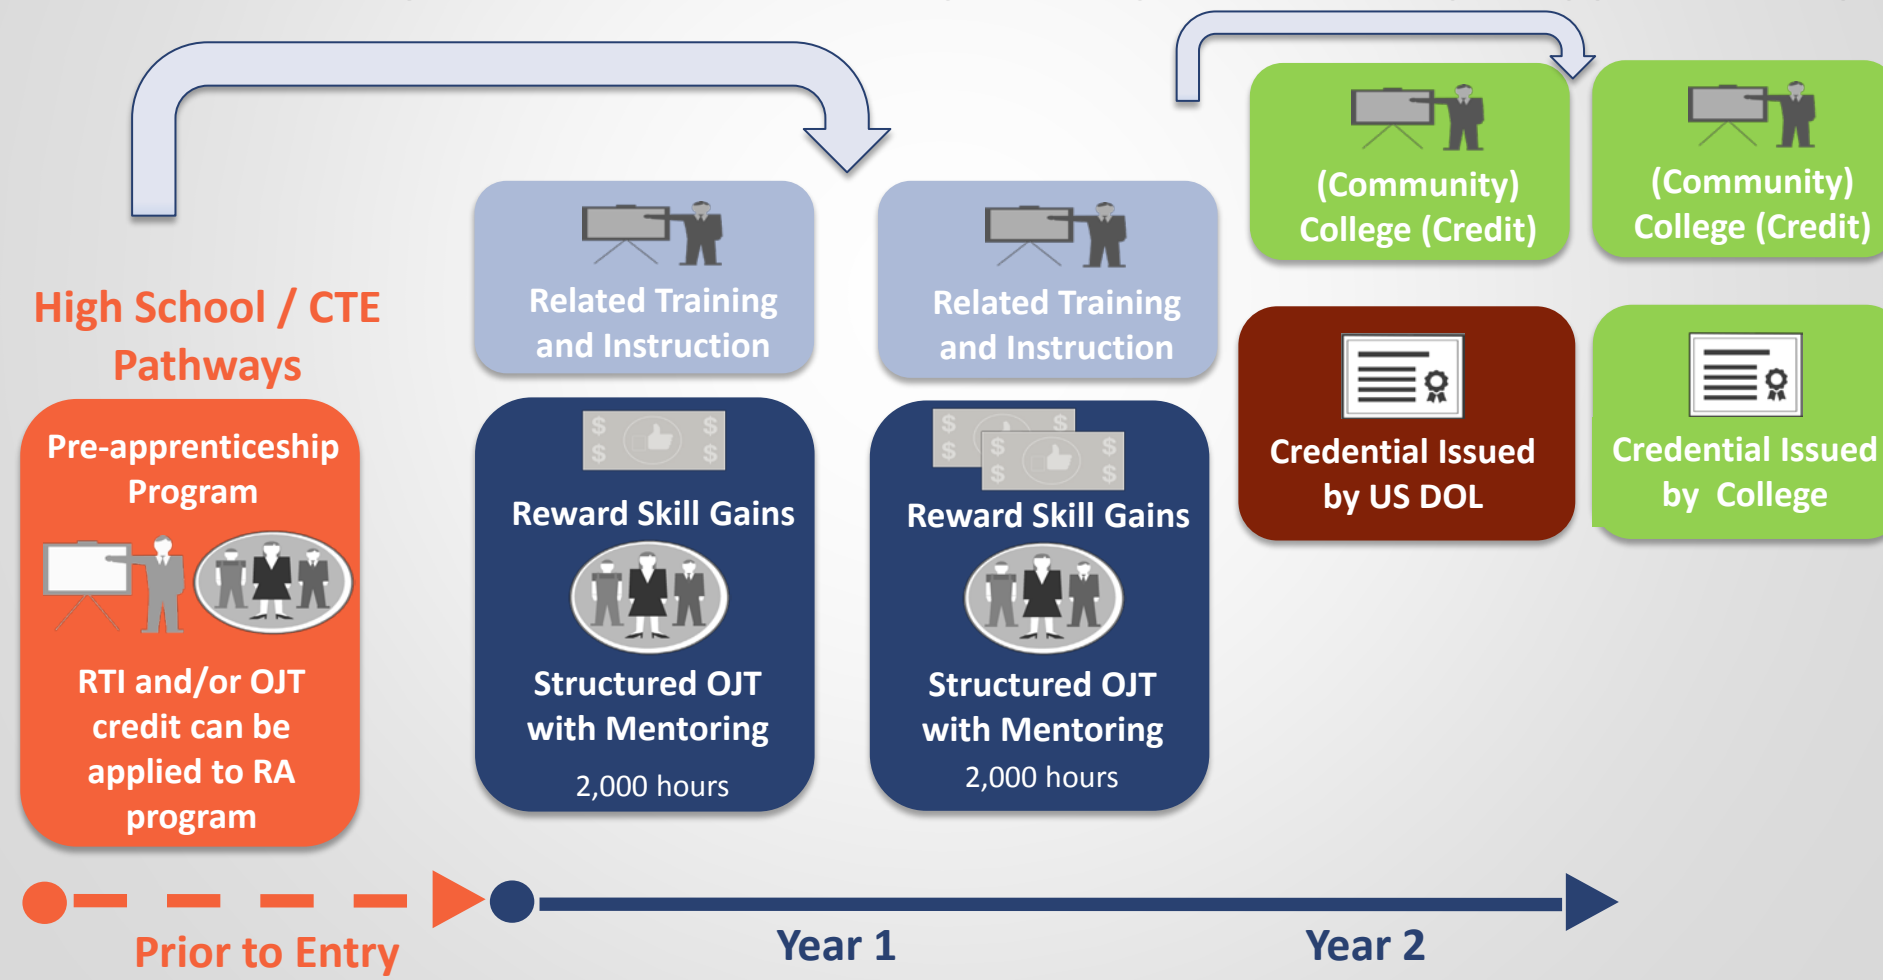 High School / CTE
Pathways
Pre-apprenticeship
Program
RTI and/or OJT
credit can be
applied to RA
program
Related Training
and Instruction
$ $
$ $
Reward Skill Gains
Structured OJT
with Mentoring
2,000 hours
Related Training
and Instruction
$ $
$ $ $
$ $
Reward Skill Gains
Structured OJT
with Mentoring
2,000 hours
(Community)
College (Credit)
Credential Issued
by US DOL
(Community)
College (Credit)
Credential Issued
by College
Prior to Entry
Year 1
Year 2